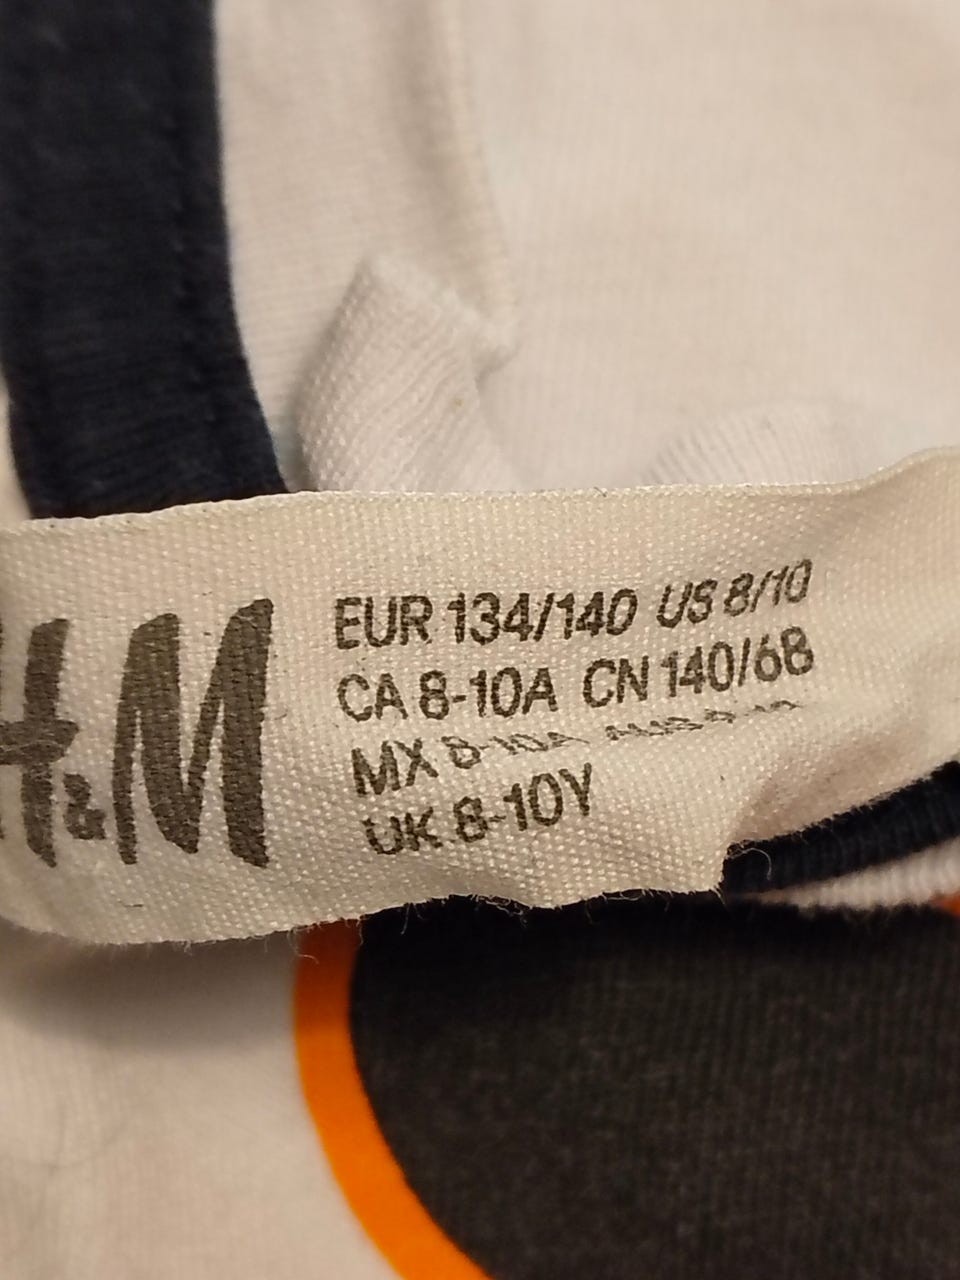 H&M
EUR 134/140 US 8/10
CA 8-10A CN 140/68
MX 8-10A
UK 8-10Y